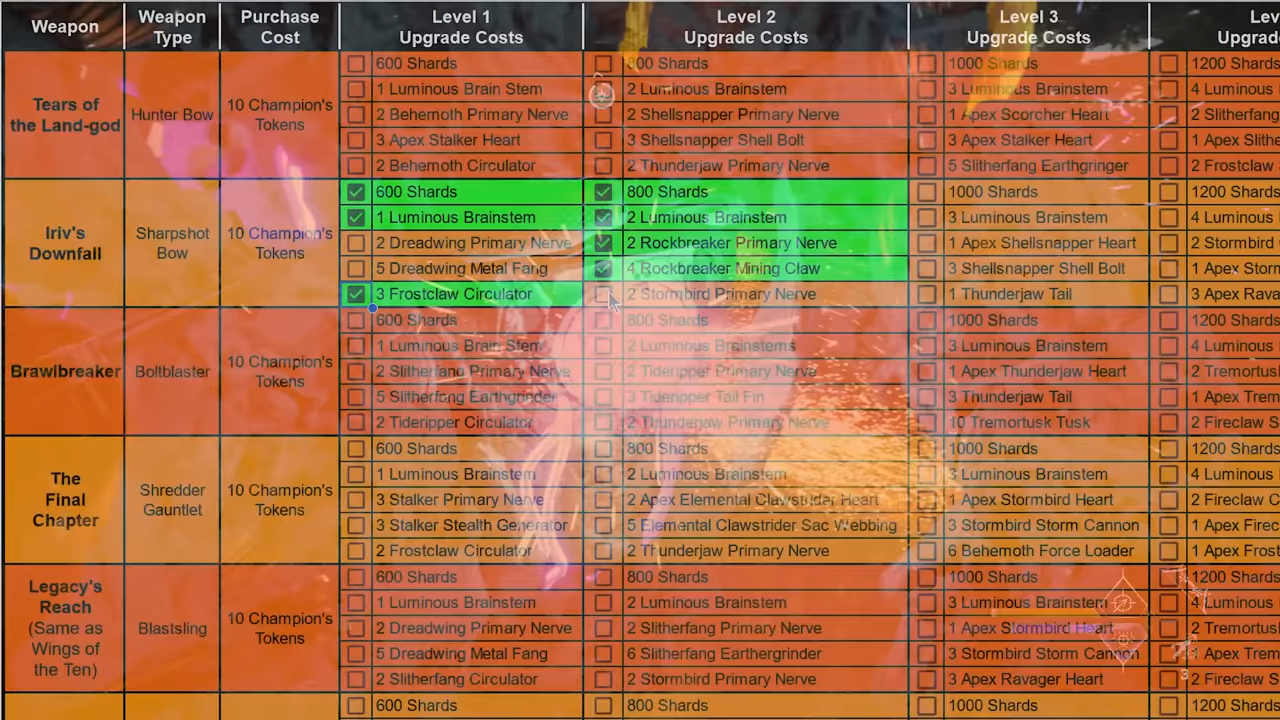 Weapon
Weapon Type
Purchase Cost
Level 1 Upgrade Costs
Level 2 Upgrade Costs
Level 3 Upgrade Costs
Tears of the Land-god
Hunter Bow
10 Champion's Tokens
600 Shards
800 Shards
1000 Shards
1200 Shards
1 Luminous Brain Stem
2 Luminous Brainstem
3 Luminous Brainstem
4 Luminous
2 Behemoth Primary Nerve
2 Shellsnapper Primary Nerve
1 Apex Scorcher Heart
2 Slitherfang
3 Apex Stalker Heart
3 Shellsnapper Shell Bolt
3 Apex Stalker Heart
1 Apex
2 Behemoth Circulator
2 Thunderjaw Primary Nerve
5 Slitherfang Earthgringer
2 Frostclaw
Iriv's Downfall
Sharpshot Bow
10 Champion's Tokens
600 Shards
800 Shards
1000 Shards
1200 Shards
1 Luminous Brainstem
2 Luminous Brainstem
3 Luminous Brainstem
4 Luminous
2 Dreadwing Primary Nerve
2 Rockbreaker Primary Nerve
1 Apex Shellsnapper Heart
2 Stormbird
5 Dreadwing Metal Fang
4 Rockbreaker Mining Claw
3 Shellsnapper Shell Bolt
1 Apex
3 Frostclaw Circulator
2 Stormbird Primary Nerve
1 Thunderjaw Tail
3 Apex
Brawlbreaker
Boltblaster
10 Champion's Tokens
600 Shards
800 Shards
1000 Shards
1200 Shards
1 Luminous Brain Stem
2 Luminous Brainstems
3 Luminous Brainstem
4 Luminous
2 Slitherfang Primary Nerve
2 Tideripper Primary Nerve
1 Apex Thunderjaw Heart
2
5 Slitherfang Earthgrinder
3 Tideripper Tail Fin
3 Thunderjaw Tail
1 Apex
2 Tideripper Circulator
2 Thunderjaw Primary Nerve
10 Tremortusk Tusk
2 Fireclaw
The Final Chapter
Shredder Gauntlet
10 Champion's Tokens
600 Shards
800 Shards
1000 Shards
1200 Shards
1 Luminous Brainstem
2 Luminous Brainstem
3 Luminous Brainstem
4 Luminous
3 Stalker Primary Nerve
2 Apex Elemental Clawstrider Heart
1 Apex Stormbird Heart
2 Fireclaw
3 Stalker Stealth Generator
5 Elemental Clawstrider Sac Webbing
3 Stormbird Storm Cannon
1 Apex
2 Frostclaw Circulator
2 Thunderjaw Primary Nerve
6 Behemoth Force Loader
1 Apex
Legacy's Reach (Same as Wings of the Ten)
Blastsling
10 Champion's Tokens
600 Shards
800 Shards
1000 Shards
1200 Shards
1 Luminous Brainstem
2 Luminous Brainstem
3 Luminous Brainstem
4 Luminous
2 Dreadwing Primary Nerve
2 Slitherfang Primary Nerve
1 Apex Stormbird Heart
2
5 Dreadwing Metal Fang
6 Slitherfang Earthergrinder
3 Stormbird Storm Cannon
Apex
2 Slitherfang Circulator
2 Stormbird Primary Nerve
3 Apex Ravager Heart
2 Fireclaw
600 Shards
800 Shards
1000 Shards
1200 Shards